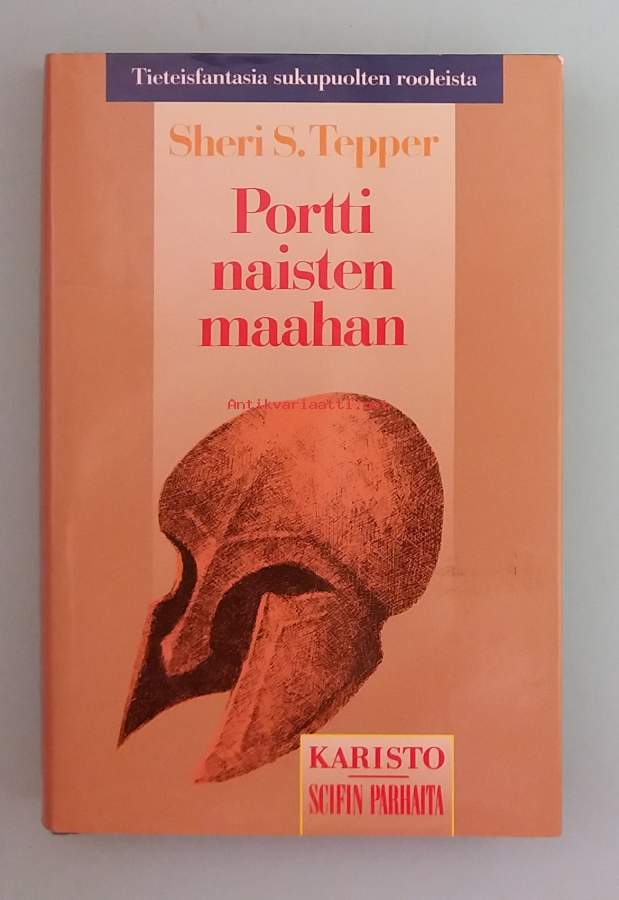 Tieteisfantasia sukupuolten rooleista
Sheri S. Tepper
Portti
naisten
maahan
Antikvariaatti.net
KARISTO
SCIFIN PARHAITA